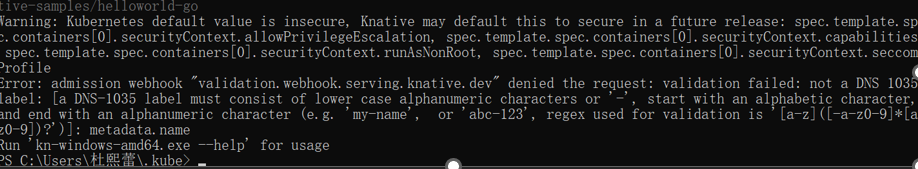 tive-samples/helloworld-go
Warning: Kubernetes default value is insecure, Knative may default this to secure in a future release: spec.template.sp
c.containers[0].securityContext.allowPrivilegeEscalation, spec.template.spec.containers[0].securityContext.capabilities
 spec.template.spec.containers[0].securityContext.runAsNonRoot, spec.template.spec.containers[0].securityContext.seccom
Profile
Error: admission webhook "validation.webhook.serving.knative.dev" denied the request: validation failed: not a DNS 1035
label: [a DNS-1035 label must consist of lower case alphanumeric characters or '-', start with an alphabetic character,
and end with an alphanumeric character (e.g. 'my-name',  or 'abc-123', regex used for validation is '[a-z]([-a-z0-9]*[a
z0-9])?')]: metadata.name
Run 'kn-windows-amd64.exe --help' for usage
PS C:\Users\杜熙蕾\.kube>